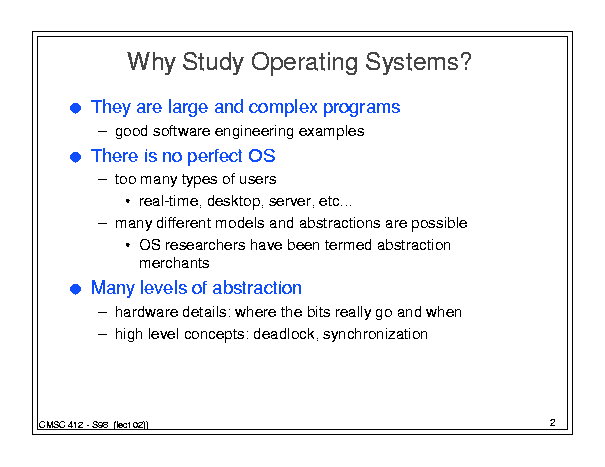 Why Study Operating Systems?
● They are large and complex programs
– good software engineering examples
● There is no perfect OS
– too many types of users
• real-time, desktop, server, etc...
– many different models and abstractions are possible
• OS researchers have been termed abstraction
merchants
● Many levels of abstraction
– hardware details: where the bits really go and when
– high level concepts: deadlock, synchronization
CMSC 412 - S98 (lect 02))
2